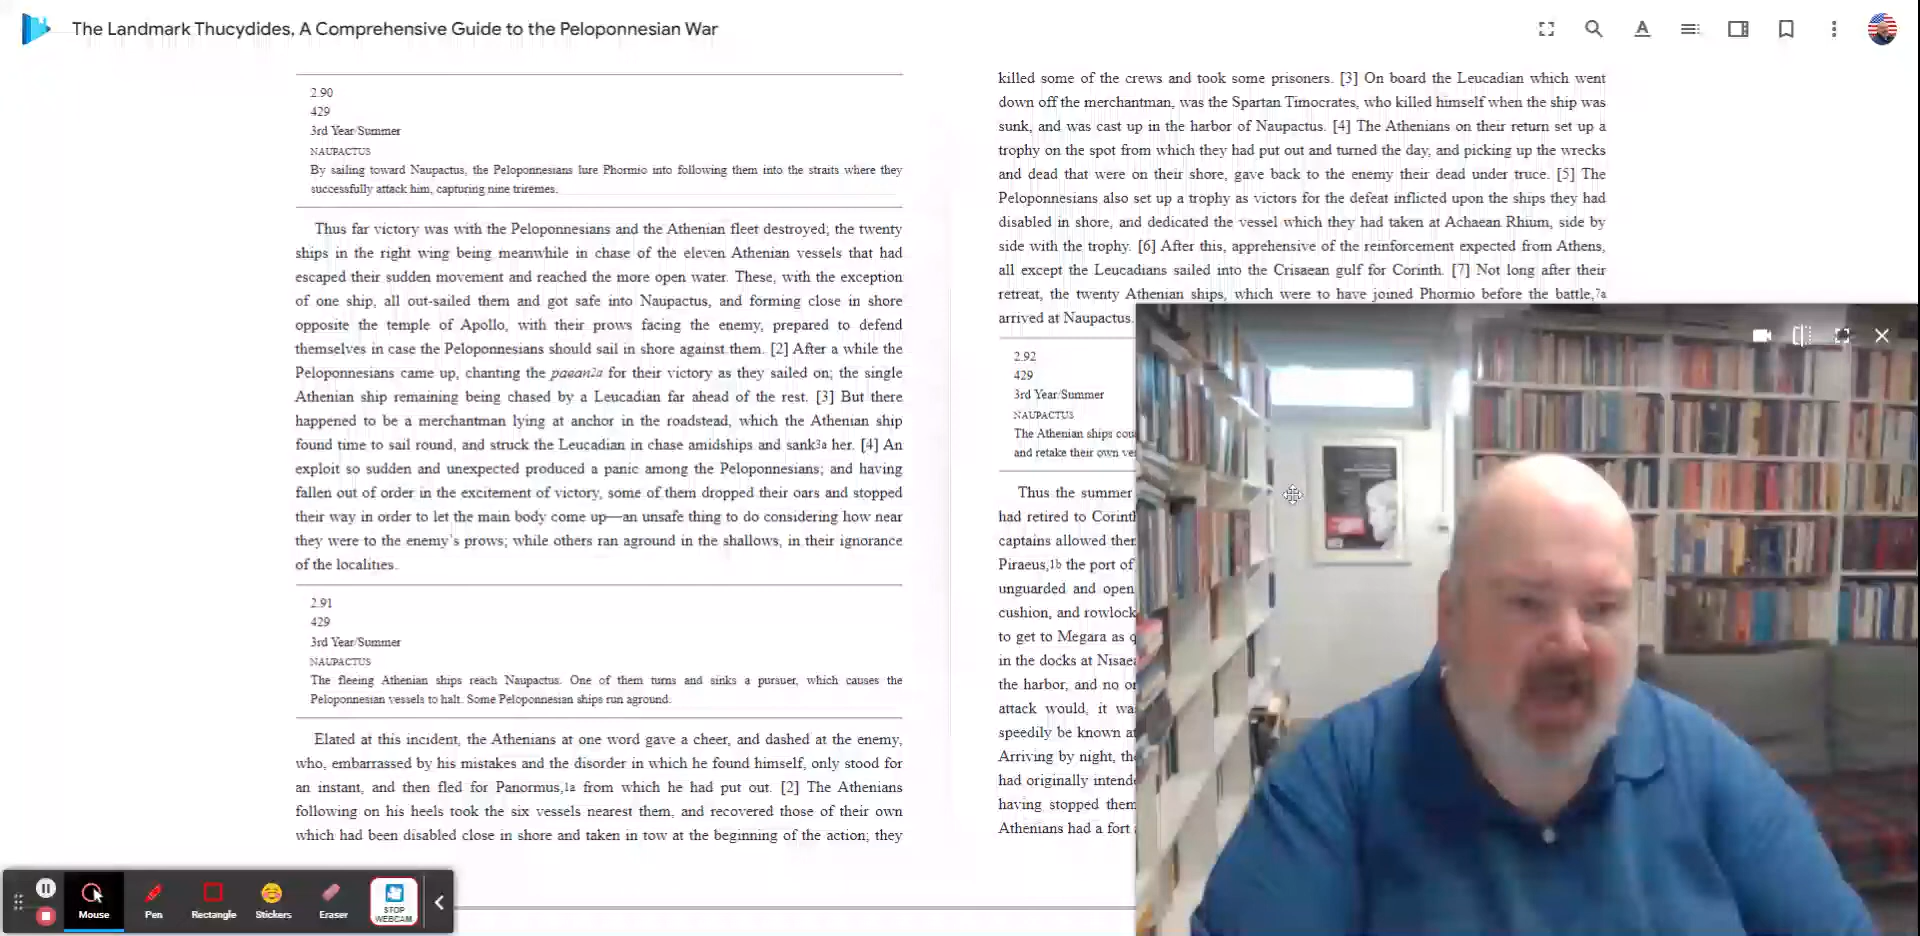 The Landmark Thucydides, A Comprehensive Guide to the Peloponnesian War
2.90
429
3rd Year/Summer
NAUPACTUS
By sailing toward Naupactus, the Peloponnesians lure Phormio into following them into the straits where they
successfully attack him, capturing nine triremes.
Thus far victory was with the Peloponnesians and the Athenian fleet destroyed; the twenty
ships in the right wing being meanwhile in chase of the eleven Athenian vessels that had
escaped their sudden movement and reached the more open water. These, with the exception
of one ship, all out-sailed them and got safe into Naupactus, and forming close in shore
opposite the temple of Apollo, with their prows facing the enemy, prepared to defend
themselves in case the Peloponnesians should sail in shore against them. [2] After a while the
Peloponnesians came up, chanting the paean2a for their victory as they sailed on; the single
Athenian ship remaining being chased by a Leucadian far ahead of the rest. [3] But there
happened to be a merchantman lying at anchor in the roadstead, which the Athenian ship
found time to sail round, and struck the Leucadian in chase amidships and sank3a her. [4] An
exploit so sudden and unexpected produced a panic among the Peloponnesians; and having
fallen out of order in the excitement of victory, some of them dropped their oars and stopped
their way in order to let the main body come up—an unsafe thing to do considering how near
they were to the enemy's prows; while others ran aground in the shallows, in their ignorance
of the localities.
2.91
429
3rd Year/Summer
NAUPACTUS
The fleeing Athenian ships reach Naupactus. One of them turns and sinks a pursuer, which causes the
Peloponnesian vessels to halt. Some Peloponnesian ships run aground.
Elated at this incident, the Athenians at one word gave a cheer, and dashed at the enemy,
who, embarrassed by his mistakes and the disorder in which he found himself, only stood for
an instant, and then fled for Panormus,1a from which he had put out. [2] The Athenians
following on his heels took the six vessels nearest them, and recovered those of their own
which had been disabled close in shore and taken in tow at the beginning of the action; they
killed some of the crews and took some prisoners. [3] On board the Leucadian which went
down off the merchantman, was the Spartan Timocrates, who killed himself when the ship was
sunk, and was cast up in the harbor of Naupactus. [4] The Athenians on their return set up a
trophy on the spot from which they had put out and turned the day, and picking up the wrecks
and dead that were on their shore, gave back to the enemy their dead under truce. [5] The
Peloponnesians also set up a trophy as victors for the defeat inflicted upon the ships they had
disabled in shore, and dedicated the vessel which they had taken at Achaean Rhium, side by
side with the trophy. [6] After this, apprehensive of the reinforcement expected from Athens,
all except the Leucadians sailed into the Crisaean gulf for Corinth. [7] Not long after their
retreat, the twenty Athenian ships, which were to have joined Phormio before the battle,7a
arrived at Naupactus.
2.92
429
3rd Year/Summer
NAUPACTUS
The Athenian ships
and retake their own
Thus the summer
had retired to Corinth
captains allowed
Piraeus,1b the port of
unguarded and open
cushion, and
to get to Megara as
in the docks at
the harbor, and no
attack would, it
speedily be known
Arriving by night,
had originally
having stopped them
Athenians had a fort
Mouse
Pen
Rectangle
Stickers
Eraser
STOP
WEBCAM